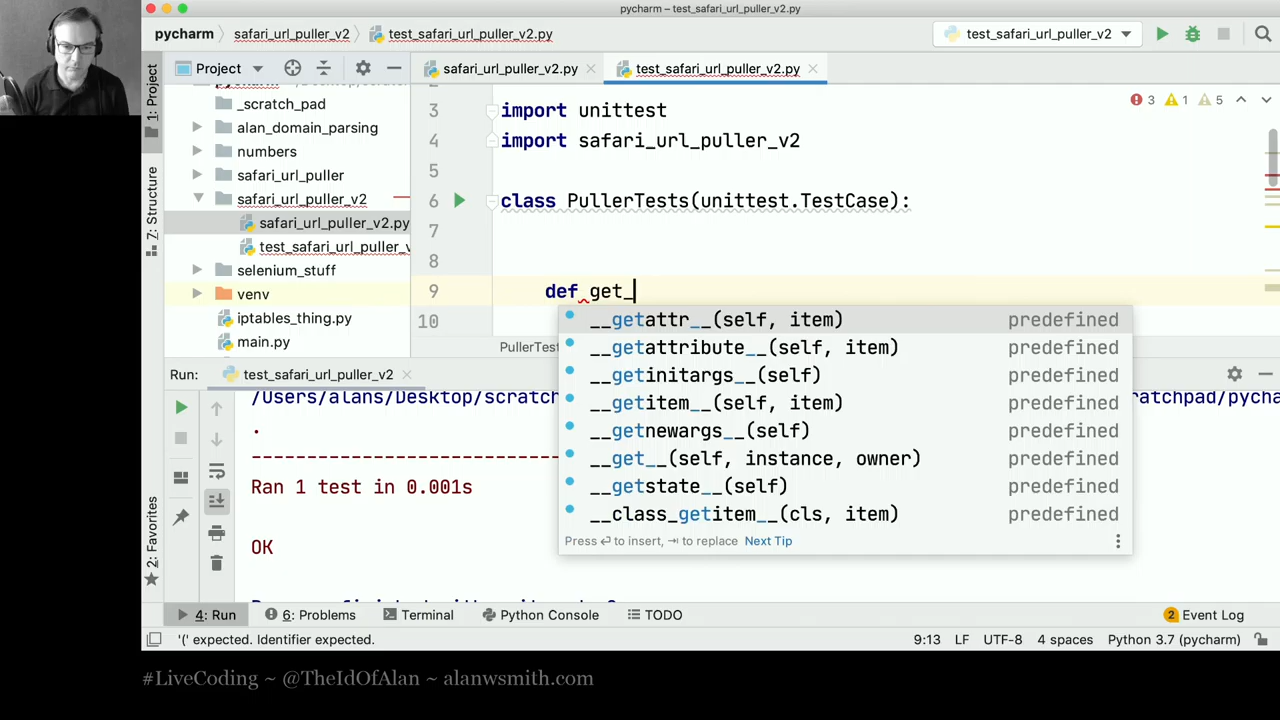 pycharm – test_safari_url_puller_v2.py
pycharm safari_url_puller_v2 test_safari_url_puller_v2.py test_safari_url_puller_v2
1: Project
Project
safari_url_puller_v2.py test_safari_url_puller_v2.py
_scratch_pad
alan_domain_parsing
numbers
safari_url_puller
safari_url_puller_v2
safari_url_puller_v2.py
test_safari_url_puller_v
selenium_stuff
venv
iptables_thing.py
main.py
Z: Structure
2: Favorites
3 1 5
3 import unittest
4 import safari_url_puller_v2
5
6 class PullerTests(unittest.TestCase):
7
8
9 def get_
10
PullerTest
__getattr__(self, item) predefined
__getattribute__(self, item) predefined
__getinitargs__(self) predefined
__getitem__(self, item) predefined
__getnewargs__(self) predefined
__get__(self, instance, owner) predefined
__getstate__(self) predefined
__class_getitem__(cls, item) predefined
Press ⏎ to insert, ⇥ to replace Next Tip
Run: test_safari_url_puller_v2
/Users/alans/Desktop/scratch ratchpad/pycha
.
----------------------------
Ran 1 test in 0.001s
OK
4: Run 6: Problems Terminal Python Console TODO 2 Event Log
'(' expected. Identifier expected. 9:13 LF UTF-8 4 spaces Python 3.7 (pycharm)
#LiveCoding ~ @TheIdOfAlan ~ alanwsmith.com